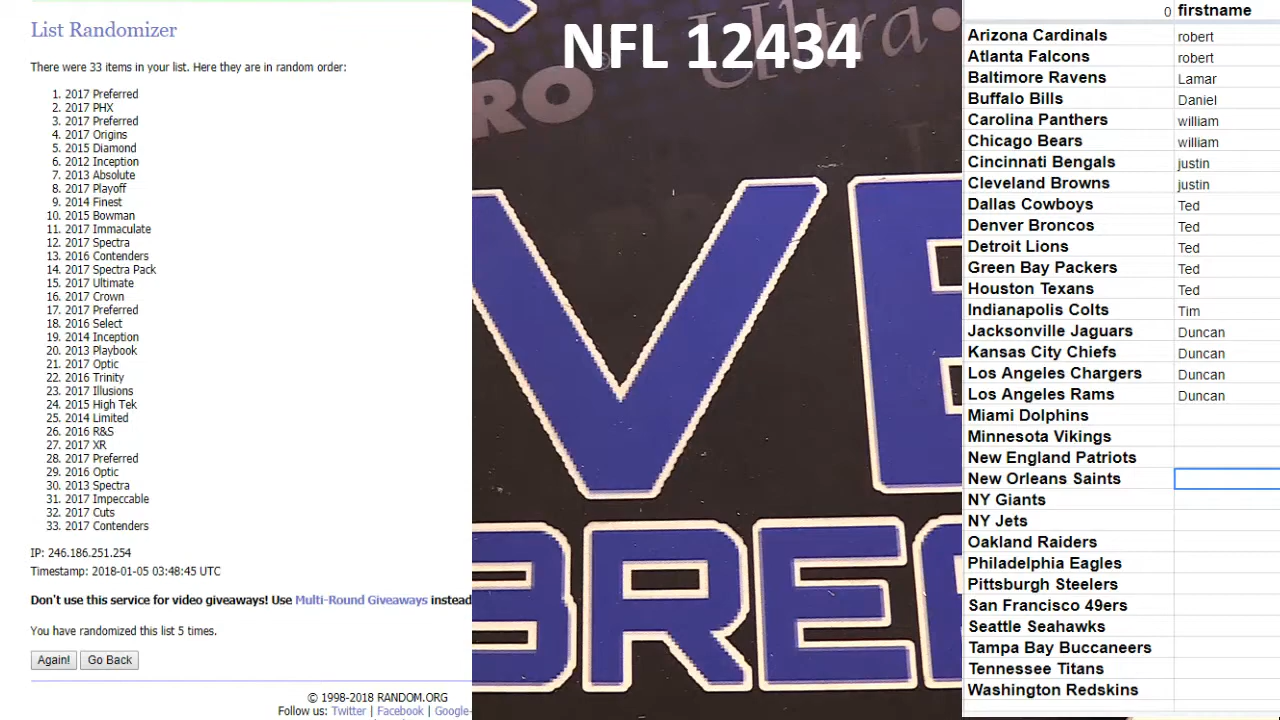 List Randomizer
There were 33 items in your list. Here they are in random order:
1. 2017 Preferred
2. 2017 PHX
3. 2017 Preferred
4. 2017 Origins
5. 2015 Diamond
6. 2012 Inception
7. 2013 Absolute
8. 2017 Playoff
9. 2014 Finest
10. 2015 Bowman
11. 2017 Immaculate
12. 2017 Spectra
13. 2016 Contenders
14. 2017 Spectra Pack
15. 2017 Ultimate
16. 2017 Crown
17. 2017 Preferred
18. 2016 Select
19. 2014 Inception
20. 2013 Playbook
21. 2017 Optic
22. 2016 Trinity
23. 2017 Illusions
24. 2015 High Tek
25. 2014 Limited
26. 2016 R&S
27. 2017 XR
28. 2017 Preferred
29. 2016 Optic
30. 2013 Spectra
31. 2017 Impeccable
32. 2017 Cuts
33. 2017 Contenders
IP: 246.186.251.254
Timestamp: 2018-01-05 03:48:45 UTC
Don't use this service for video giveaways! Use Multi-Round Giveaways instead
You have randomized this list 5 times.
Again! Go Back
© 1998-2018 RANDOM.ORG
Follow us: Twitter | Facebook | Google-
NFL 12434
Ultra
RO
VE
BRE
0 firstname
Arizona Cardinals robert
Atlanta Falcons robert
Baltimore Ravens Lamar
Buffalo Bills Daniel
Carolina Panthers william
Chicago Bears william
Cincinnati Bengals justin
Cleveland Browns justin
Dallas Cowboys Ted
Denver Broncos Ted
Detroit Lions Ted
Green Bay Packers Ted
Houston Texans Ted
Indianapolis Colts Tim
Jacksonville Jaguars Duncan
Kansas City Chiefs Duncan
Los Angeles Chargers Duncan
Los Angeles Rams Duncan
Miami Dolphins
Minnesota Vikings
New England Patriots
New Orleans Saints
NY Giants
NY Jets
Oakland Raiders
Philadelphia Eagles
Pittsburgh Steelers
San Francisco 49ers
Seattle Seahawks
Tampa Bay Buccaneers
Tennessee Titans
Washington Redskins